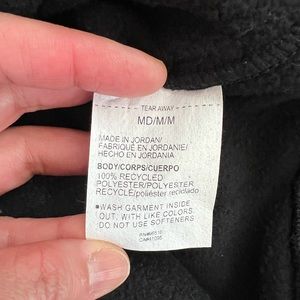 TEAR AWAY
MD/M/M
MADE IN JORDAN/
FABRIQUÉ EN JORDANIE/
HECHO EN JORDANIA
BODY/CORPS/CUERPO
100% RECYCLED
POLYESTER/POLYESTER
RECYCLÉ/poliéster reciclado
■WASH GARMENT INSIDE
OUT, WITH LIKE COLORS.
DO NOT USE SOFTENERS